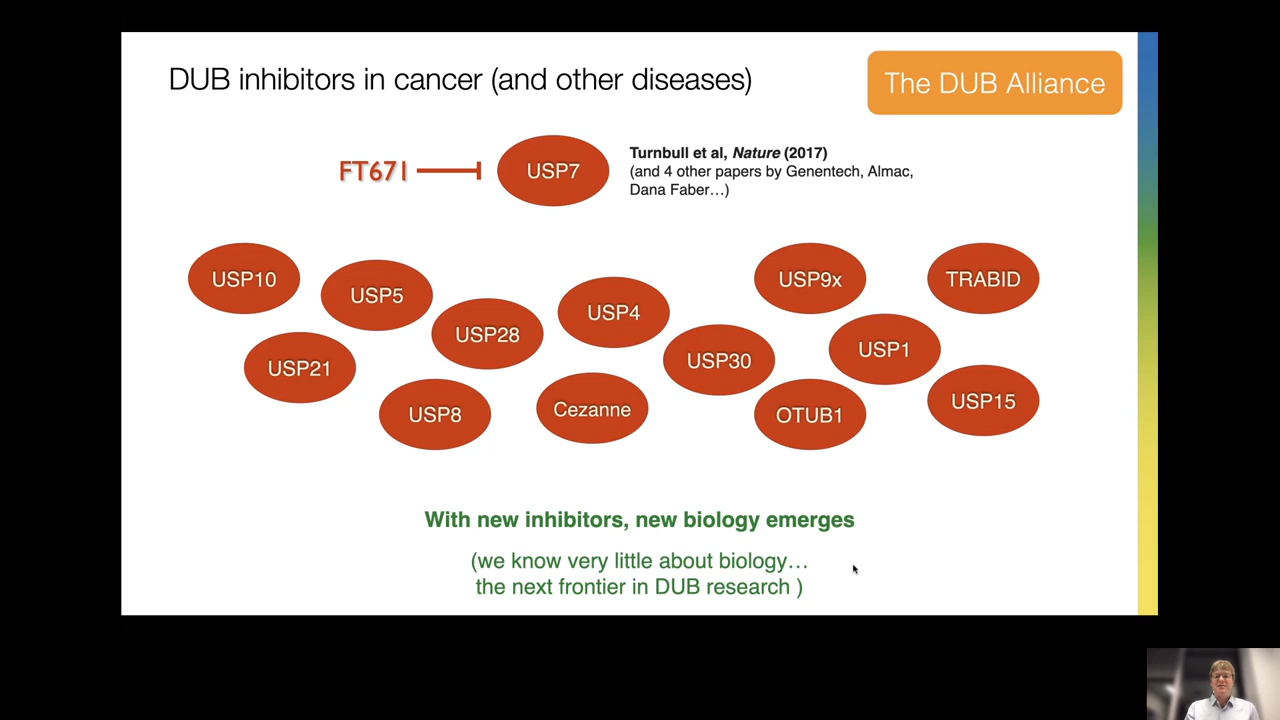 DUB inhibitors in cancer (and other diseases)
The DUB Alliance
FT671
USP7
Turnbull et al, Nature (2017)
(and 4 other papers by Genentech, Almac,
Dana Faber…)
USP10
USP5
USP28
USP4
USP9x
TRABID
USP21
USP8
Cezanne
USP30
USP1
OTUB1
USP15
With new inhibitors, new biology emerges
(we know very little about biology…
the next frontier in DUB research )